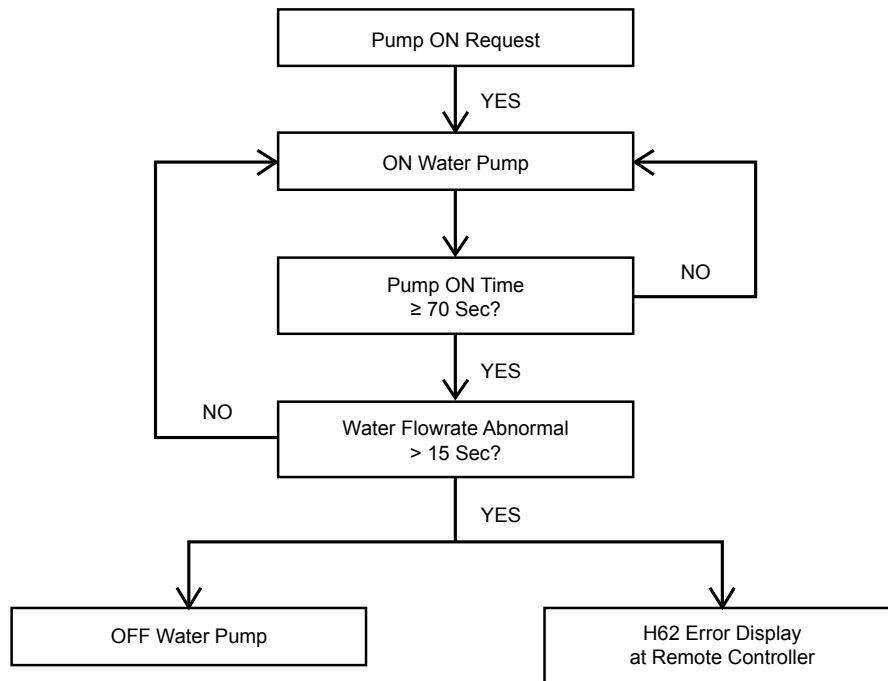 Pump ON Request
YES
ON Water Pump
Pump ON Time
≥ 70 Sec?
NO
YES
NO
Water Flowrate Abnormal
> 15 Sec?
YES
OFF Water Pump
H62 Error Display
at Remote Controller